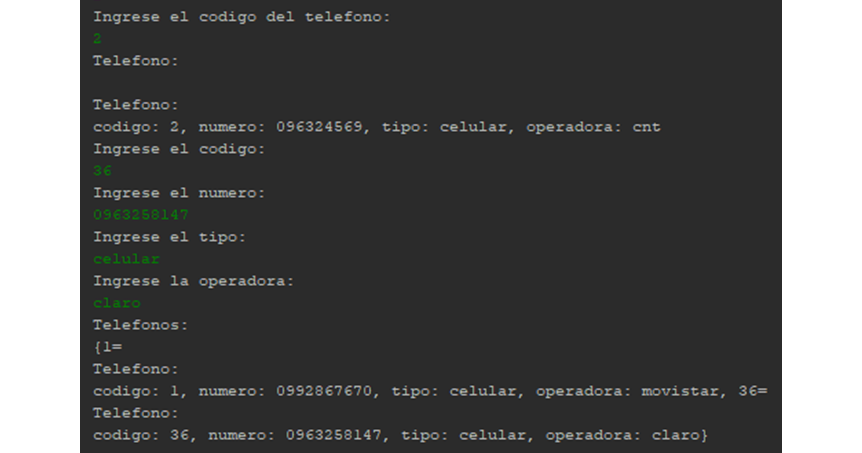 Ingrese el codigo del telefono:
2
Telefono:
Telefono:
codigo: 2, numero: 096324569, tipo: celular, operadora: cnt
Ingrese el codigo:
36
Ingrese el numero:
0963258147
Ingrese el tipo:
celular
Ingrese la operadora:
claro
Telefonos:
{1=
Telefono:
codigo: 1, numero: 0992867670, tipo: celular, operadora: movistar, 36=
Telefono:
codigo: 36, numero: 0963258147, tipo: celular, operadora: claro}